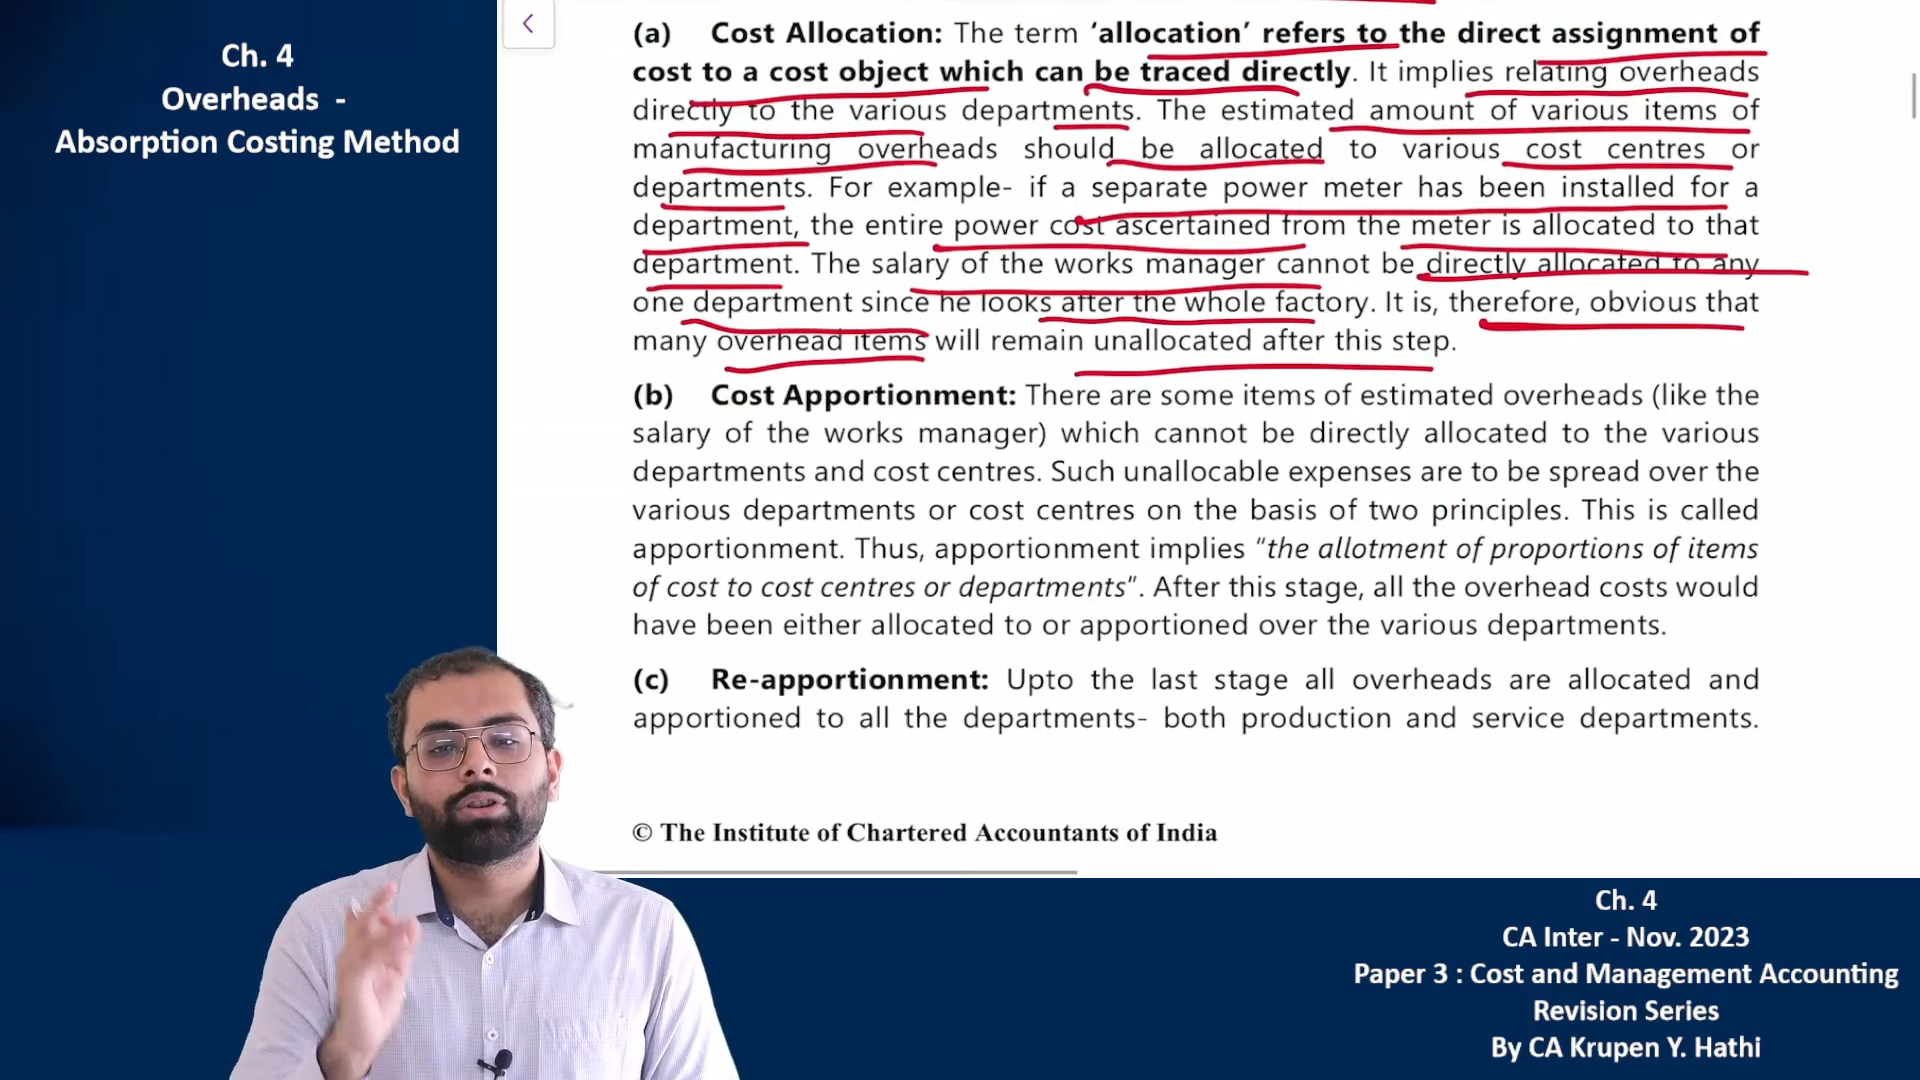 Ch. 4
Overheads -
Absorption Costing Method
(a) Cost Allocation: The term ‘allocation’ refers to the direct assignment of
cost to a cost object which can be traced directly. It implies relating overheads
directly to the various departments. The estimated amount of various items of
manufacturing overheads should be allocated to various cost centres or
departments. For example- if a separate power meter has been installed for a
department, the entire power cost ascertained from the meter is allocated to that
department. The salary of the works manager cannot be directly allocated to any
one department since he looks after the whole factory. It is, therefore, obvious that
many overhead items will remain unallocated after this step.
(b) Cost Apportionment: There are some items of estimated overheads (like the
salary of the works manager) which cannot be directly allocated to the various
departments and cost centres. Such unallocable expenses are to be spread over the
various departments or cost centres on the basis of two principles. This is called
apportionment. Thus, apportionment implies “the allotment of proportions of items
of cost to cost centres or departments”. After this stage, all the overhead costs would
have been either allocated to or apportioned over the various departments.
(c) Re-apportionment: Upto the last stage all overheads are allocated and
apportioned to all the departments- both production and service departments.
© The Institute of Chartered Accountants of India
Ch. 4
CA Inter - Nov. 2023
Paper 3 : Cost and Management Accounting
Revision Series
By CA Krupen Y. Hathi